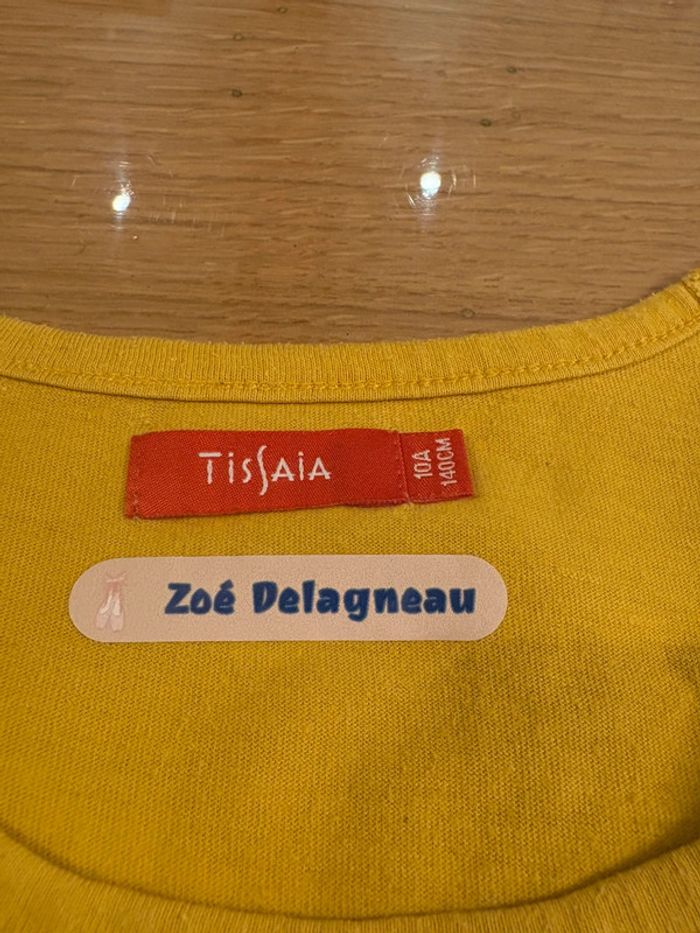 TISSAIA
10A
140CM
Zoé Delagneau